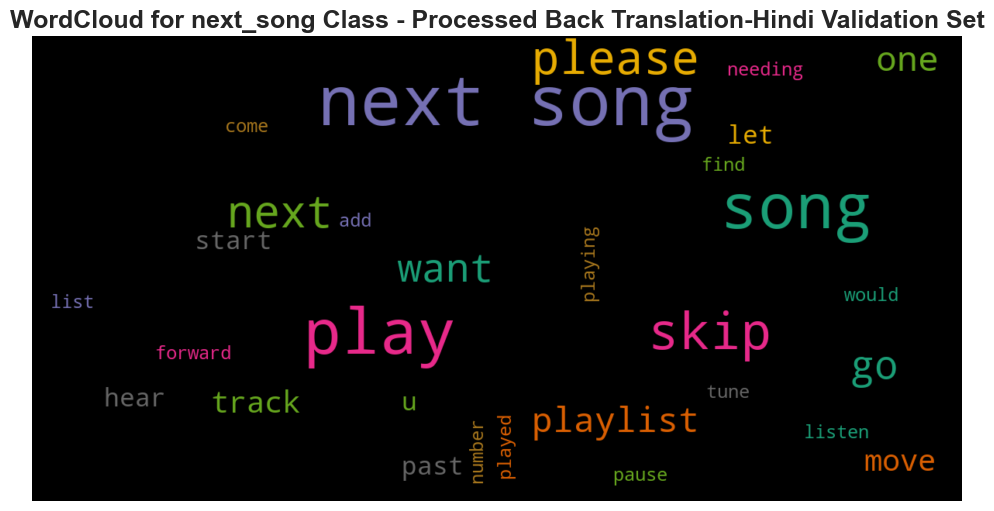 WordCloud for next_song Class - Processed Back Translation-Hindi Validation Set
please
needing
one
next song
come
let
find
next
add
song
start
want
playing
list
would
play
skip
forward
go
hear
track
u
tune
playlist
listen
past
number
played
pause
move